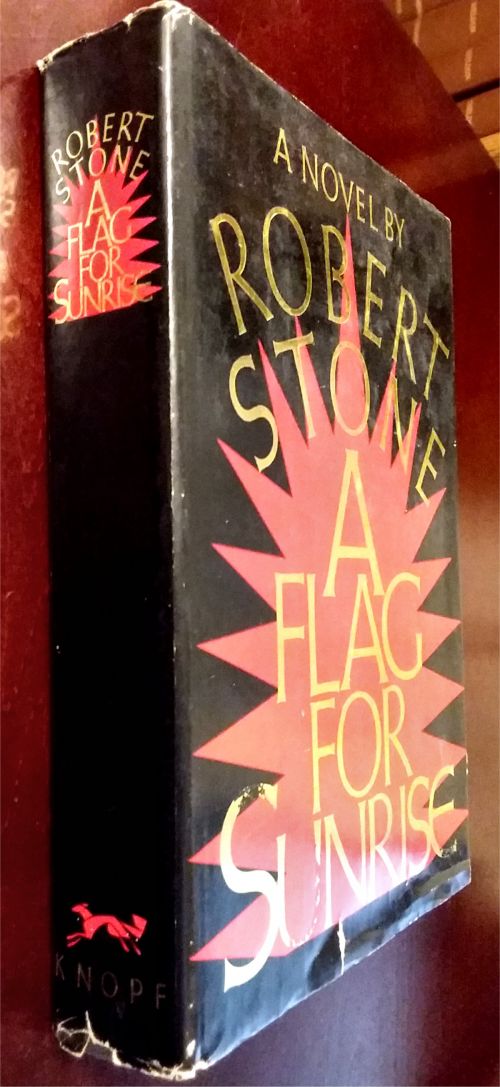 ROBERT
STONE
A
FLAG
FOR
SUNRISE
KNOPF
A NOVEL BY
ROBERT
STONE
A
FLAG
FOR
SUNRISE